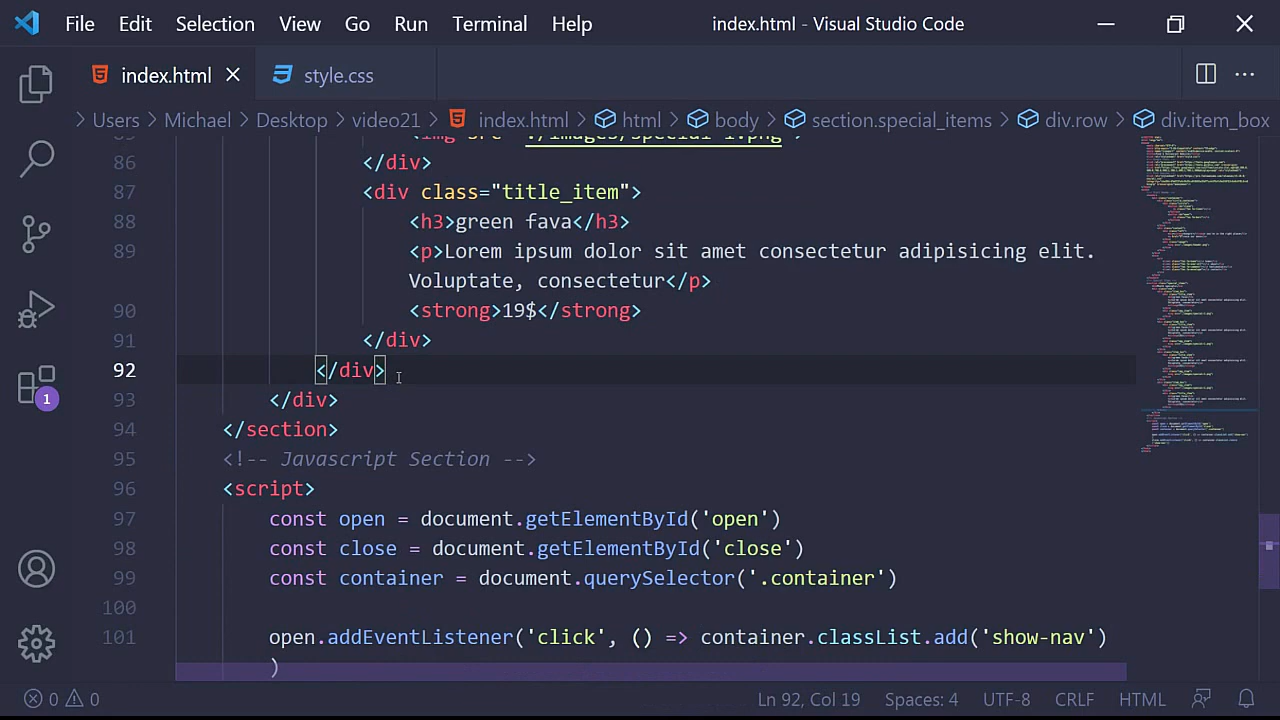 File Edit Selection View Go Run Terminal Help index.html - Visual Studio Code
index.html style.css
Users Michael Desktop video21 index.html html body section.special_items div.row div.item_box
86 </div>
87 <div class="title_item">
88 <h3>green fava</h3>
89 <p>Lorem ipsum dolor sit amet consectetur adipisicing elit.
Voluptate, consectetur</p>
90 <strong>19$</strong>
91 </div>
92 </div>
93 </div>
94 </section>
95 <!-- Javascript Section -->
96 <script>
97 const open = document.getElementById('open')
98 const close = document.getElementById('close')
99 const container = document.querySelector('.container')
100
101 open.addEventListener('click', () => container.classList.add('show-nav')
)
1
0 0 Ln 92, Col 19 Spaces: 4 UTF-8 CRLF HTML